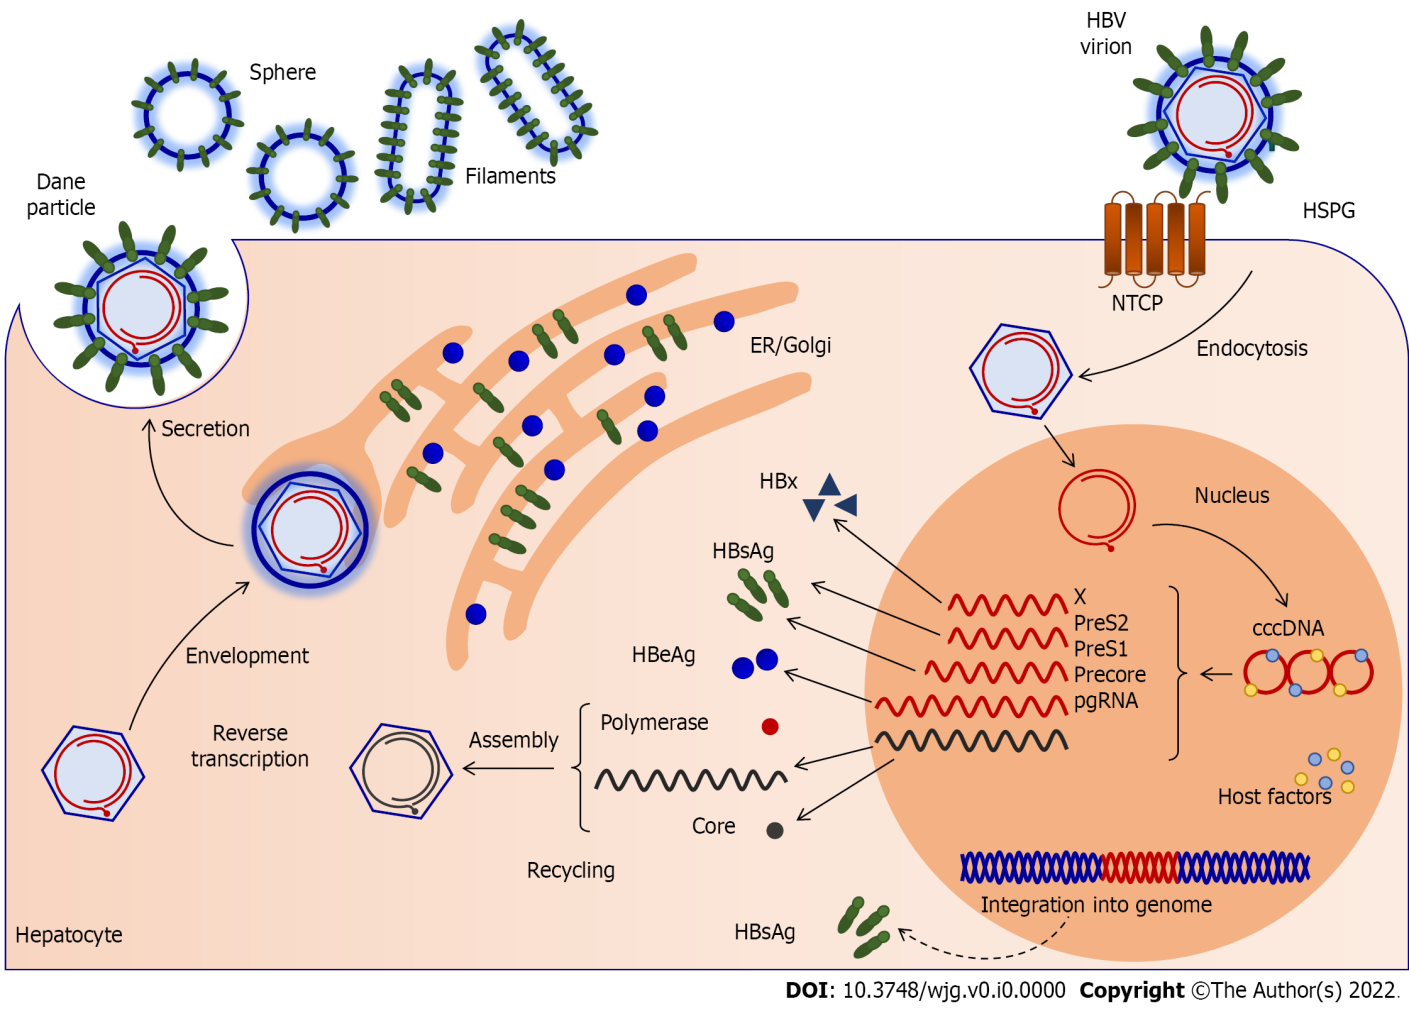 HBV
virion
Sphere
Filaments
Dane
particle
HSPG
NTCP
ER/Golgi
Endocytosis
Secretion
HBx
Nucleus
HBsAg
X
PreS2
PreS1
Precore
pgRNA
cccDNA
HBeAg
Envelopment
Polymerase
Reverse
transcription
Assembly
Core
Host factors
Recycling
Integration into genome
HBsAg
Hepatocyte
DOI: 10.3748/wjg.v0.i0.0000 Copyright ©The Author(s) 2022.